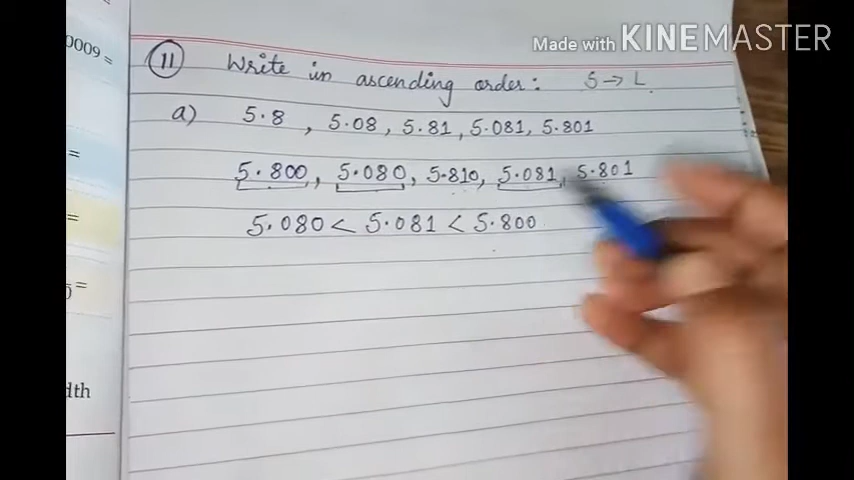 Made with KINEMASTER
0009 =
11 Write in ascending order: S → L
a) 5.8, 5.08, 5.81, 5.081, 5.801
=
5.800, 5.080, 5.810, 5.081, 5.801
=
5.080 < 5.081 < 5.800
=
dth